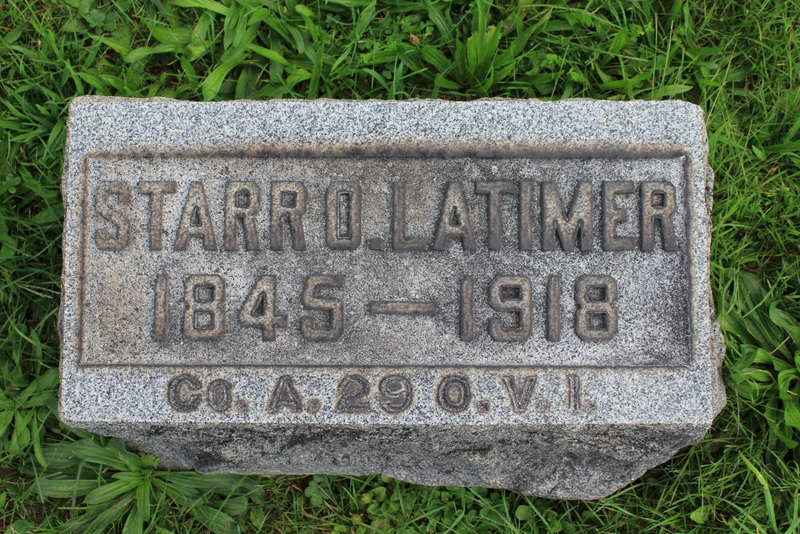 STARR O. LATIMER
1845 — 1918
Co. A. 29 O. V. I.